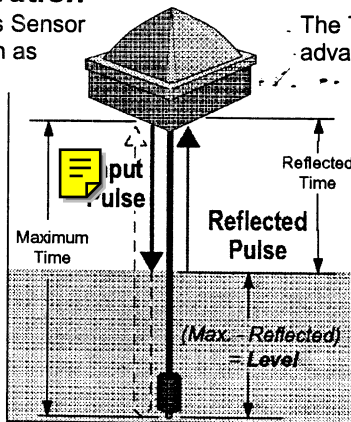 s Sensor
as
The
adva
Input
Pulse
Reflected
Time
Maximum
Time
Reflected
Pulse
(Max. - Reflected)
= Level